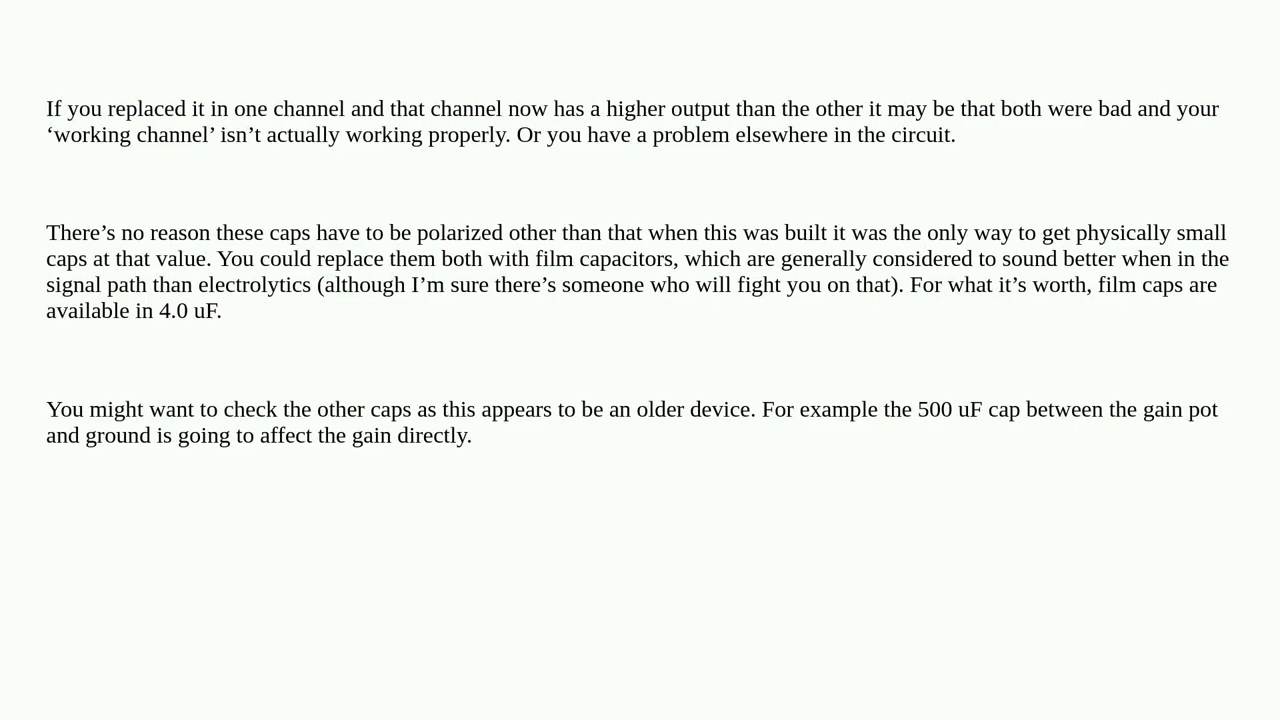 If you replaced it in one channel and that channel now has a higher output than the other it may be that both were bad and your
‘working channel’ isn’t actually working properly. Or you have a problem elsewhere in the circuit.
There’s no reason these caps have to be polarized other than that when this was built it was the only way to get physically small
caps at that value. You could replace them both with film capacitors, which are generally considered to sound better when in the
signal path than electrolytics (although I’m sure there’s someone who will fight you on that). For what it’s worth, film caps are
available in 4.0 uF.
You might want to check the other caps as this appears to be an older device. For example the 500 uF cap between the gain pot
and ground is going to affect the gain directly.